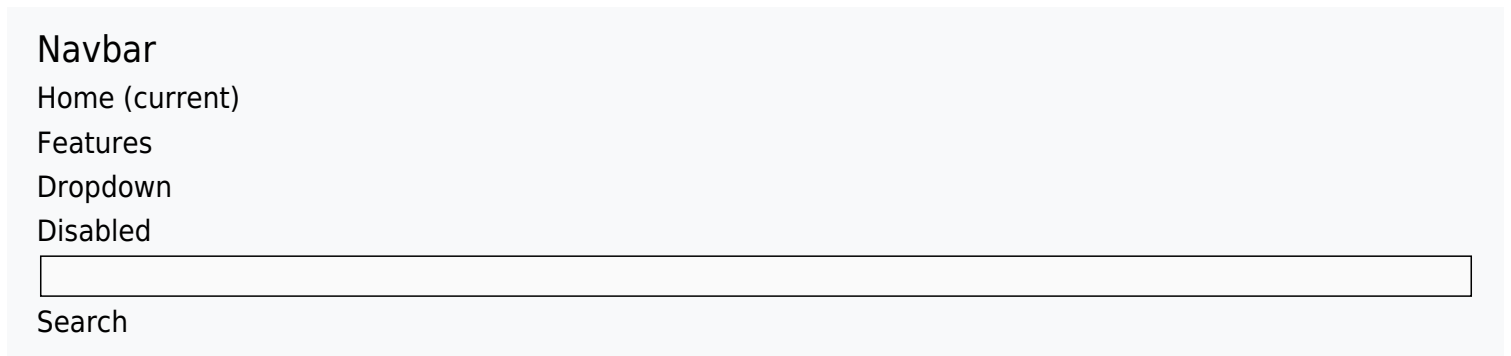 Navbar
Home (current)
Features
Dropdown
Disabled
Search